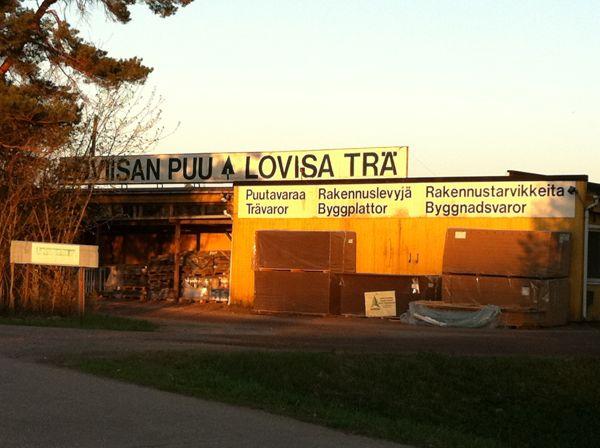 VIISAN PUU LOVISA TRÄ
Puutavaraa Rakennuslevyjä Rakennustarvikkeita
Trävaror Byggplattor Byggnadsvaror